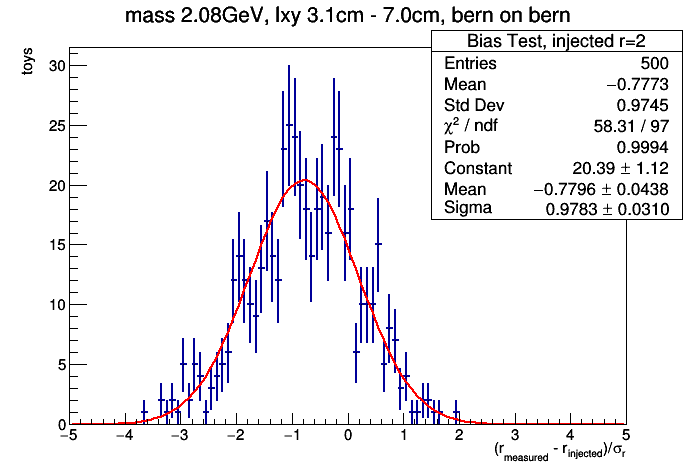 mass 2.08GeV, lxy 3.1cm - 7.0cm, bern on bern
Bias Test, injected r=2
Entries 500
Mean −0.7773
Std Dev 0.9745
χ² / ndf 58.31 / 97
Prob 0.9994
Constant 20.39 ± 1.12
Mean −0.7796 ± 0.0438
Sigma 0.9783 ± 0.0310
toys
30
25
20
15
10
5
0
−5 −4 −3 −2 −1 0 1 2 3 4 5
(r_measured - r_injected)/σ_r